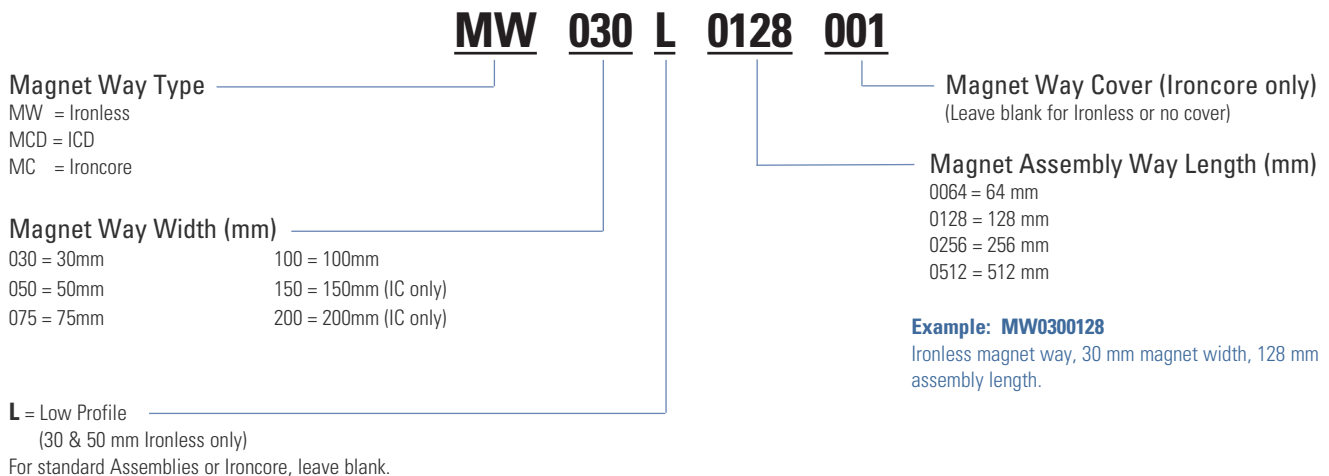 MW 030 L 0128 001
Magnet Way Type
MW = Ironless
MCD = ICD
MC = Ironcore
Magnet Way Width (mm)
030 = 30mm
050 = 50mm
075 = 75mm
100 = 100mm
150 = 150mm (IC only)
200 = 200mm (IC only)
L = Low Profile
(30 & 50 mm Ironless only)
For standard Assemblies or Ironcore, leave blank.
Magnet Way Cover (Ironcore only)
(Leave blank for Ironless or no cover)
Magnet Assembly Way Length (mm)
0064 = 64 mm
0128 = 128 mm
0256 = 256 mm
0512 = 512 mm
Example: MW0300128
Ironless magnet way, 30 mm magnet width, 128 mm
assembly length.